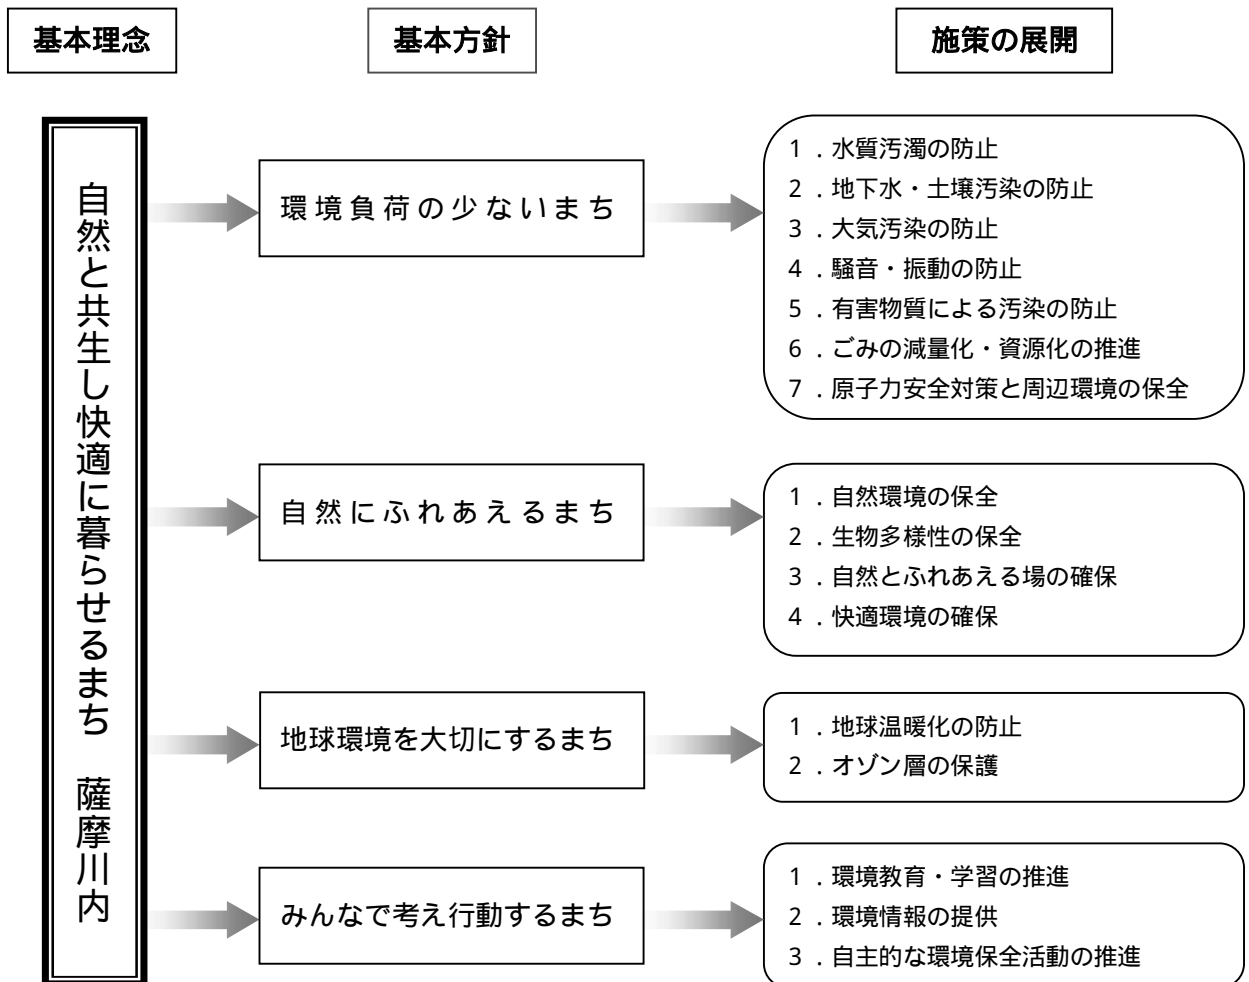 基本理念
基本方針
施策の展開
自然と共生し快適に暮らせるまち　薩摩川内
環境負荷の少ないまち
1．水質汚濁の防止
2．地下水・土壌汚染の防止
3．大気汚染の防止
4．騒音・振動の防止
5．有害物質による汚染の防止
6．ごみの減量化・資源化の推進
7．原子力安全対策と周辺環境の保全
自然にふれあえるまち
1．自然環境の保全
2．生物多様性の保全
3．自然とふれあえる場の確保
4．快適環境の確保
地球環境を大切にするまち
1．地球温暖化の防止
2．オゾン層の保護
みんなで考え行動するまち
1．環境教育・学習の推進
2．環境情報の提供
3．自主的な環境保全活動の推進